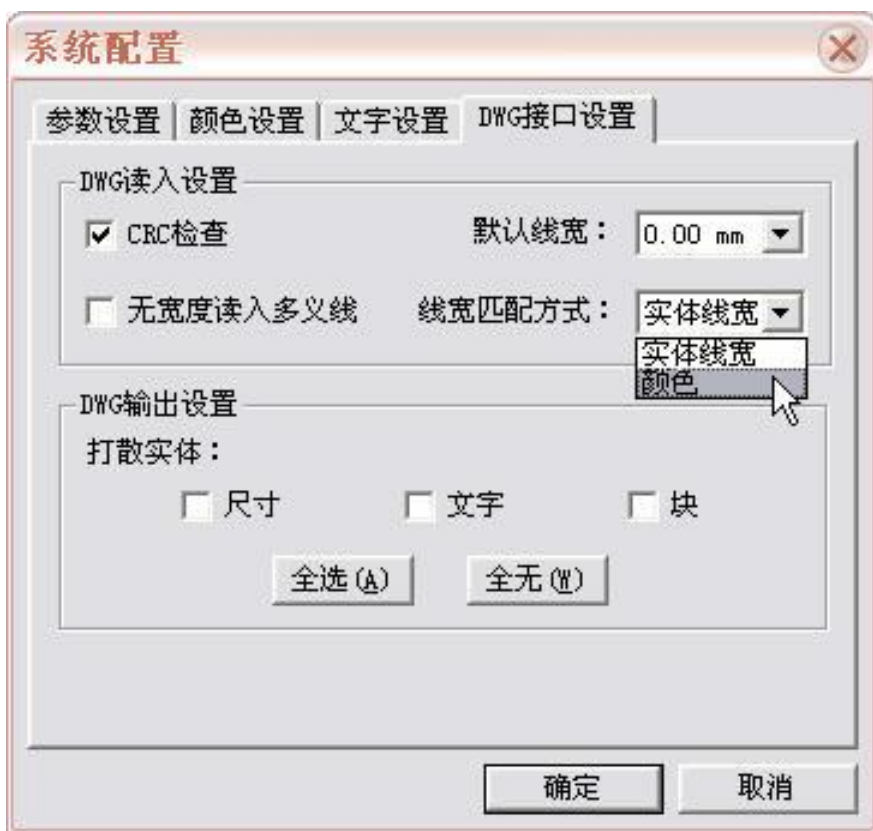 系统配置
参数设置 颜色设置 文字设置 DWG接口设置
DWG读入设置
CRC检查 默认线宽： 0.00 mm
无宽度读入多义线 线宽匹配方式： 实体线宽
实体线宽
颜色
DWG输出设置
打散实体：
尺寸 文字 块
全选(A) 全无(W)
确定 取消